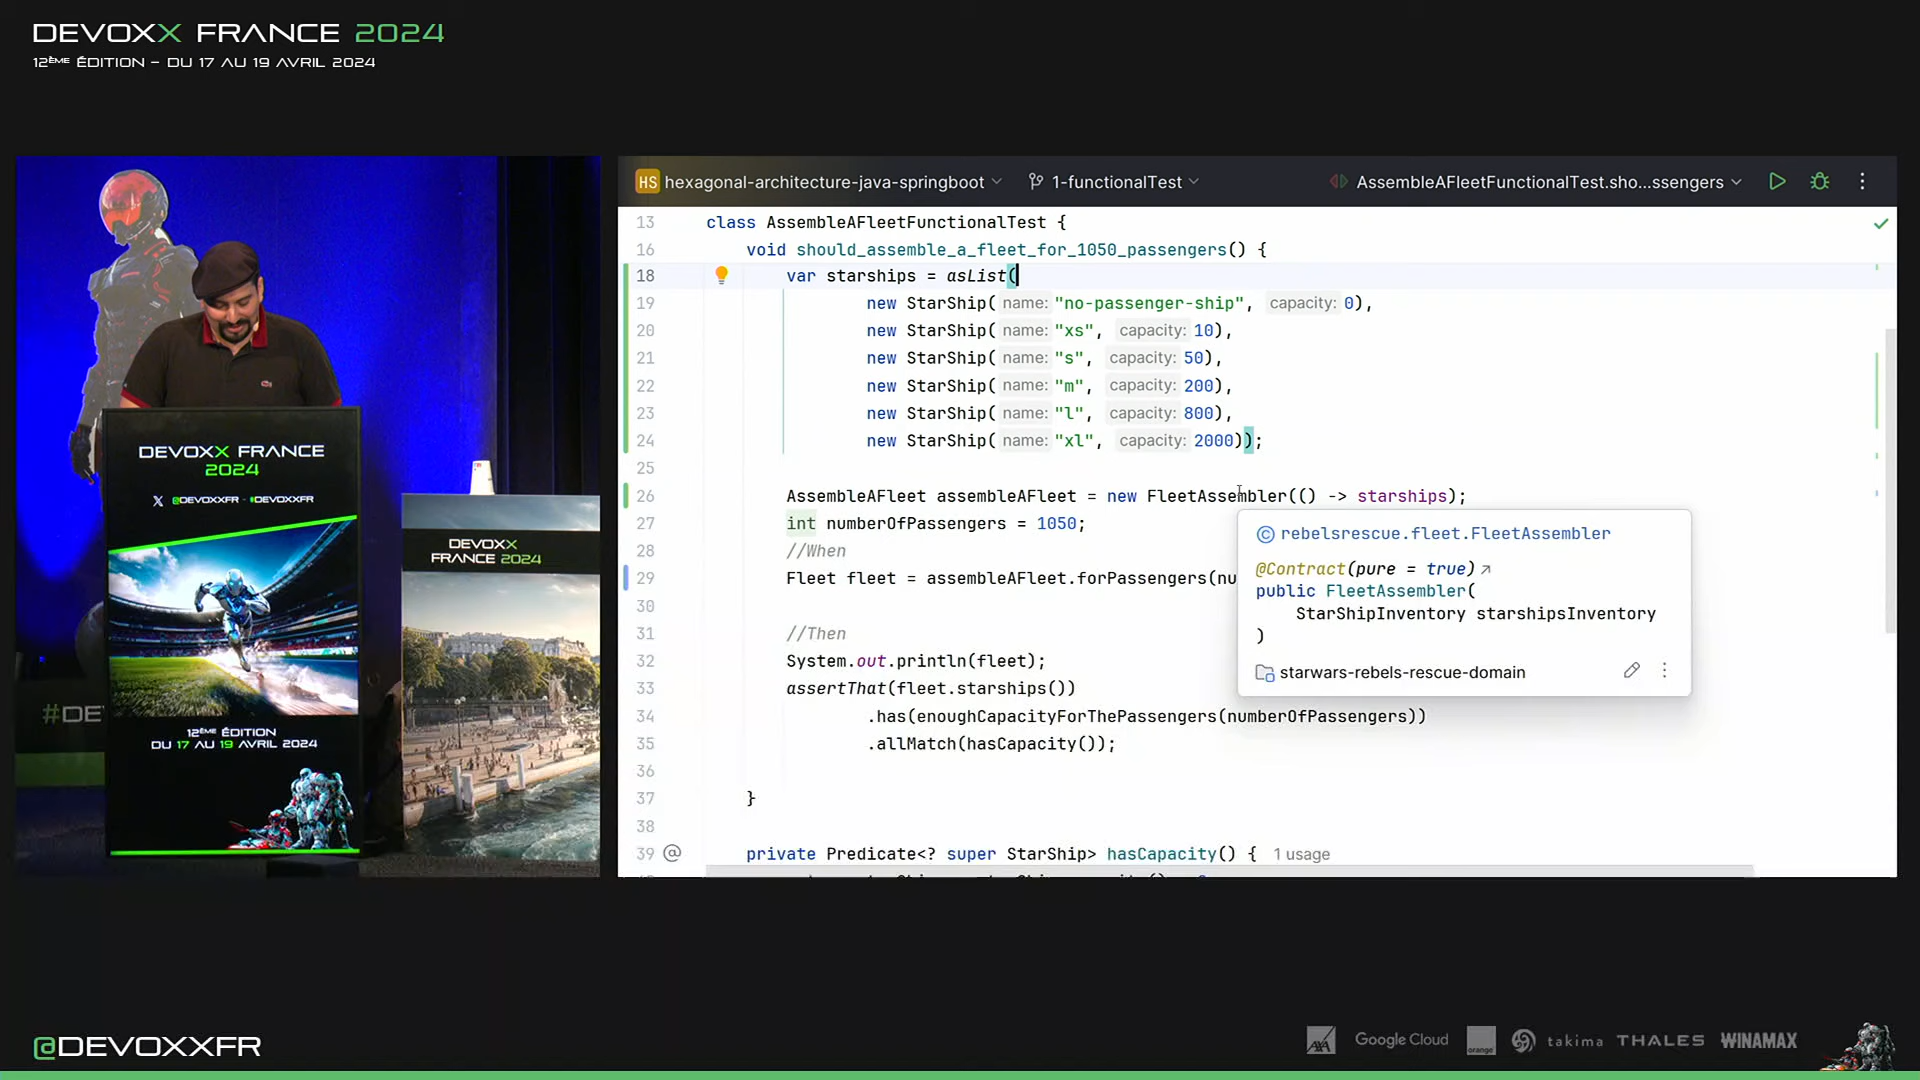 DEVOXX FRANCE 2024
12ÈME ÉDITION - DU 17 AU 19 AVRIL 2024
HS hexagonal-architecture-java-springboot 1-functionalTest AssembleAFleetFunctionalTest.sho...ssengers
13 class AssembleAFleetFunctionalTest {
16 void should_assemble_a_fleet_for_1050_passengers() {
18 var starships = asList(
19 new StarShip( name: "no-passenger-ship", capacity: 0),
20 new StarShip( name: "xs", capacity: 10),
21 new StarShip( name: "s", capacity: 50),
22 new StarShip( name: "m", capacity: 200),
23 new StarShip( name: "l", capacity: 800),
24 new StarShip( name: "xl", capacity: 2000));
25
26 AssembleAFleet assembleAFleet = new FleetAssembler(() -> starships);
27 int numberOfPassengers = 1050;
28 //When
29 Fleet fleet = assembleAFleet.forPassengers(nu
30
31 //Then
32 System.out.println(fleet);
33 assertThat(fleet.starships())
34 .has(enoughCapacityForThePassengers(numberOfPassengers))
35 .allMatch(hasCapacity());
36
37 }
38
39 @ private Predicate<? super StarShip> hasCapacity() { 1 usage
© rebelsrescue.fleet.FleetAssembler
@Contract(pure = true)
public FleetAssembler(
StarShipInventory starshipsInventory
)
starwars-rebels-rescue-domain
DEVOXX FRANCE
2024
X @DEVOXXFR - #DEVOXXFR
12ÈME ÉDITION
DU 17 AU 19 AVRIL 2024
DEVOXX
FRANCE 2024
#DE
@DEVOXXFR
AXA Google Cloud orange takima THALES WINAMAX